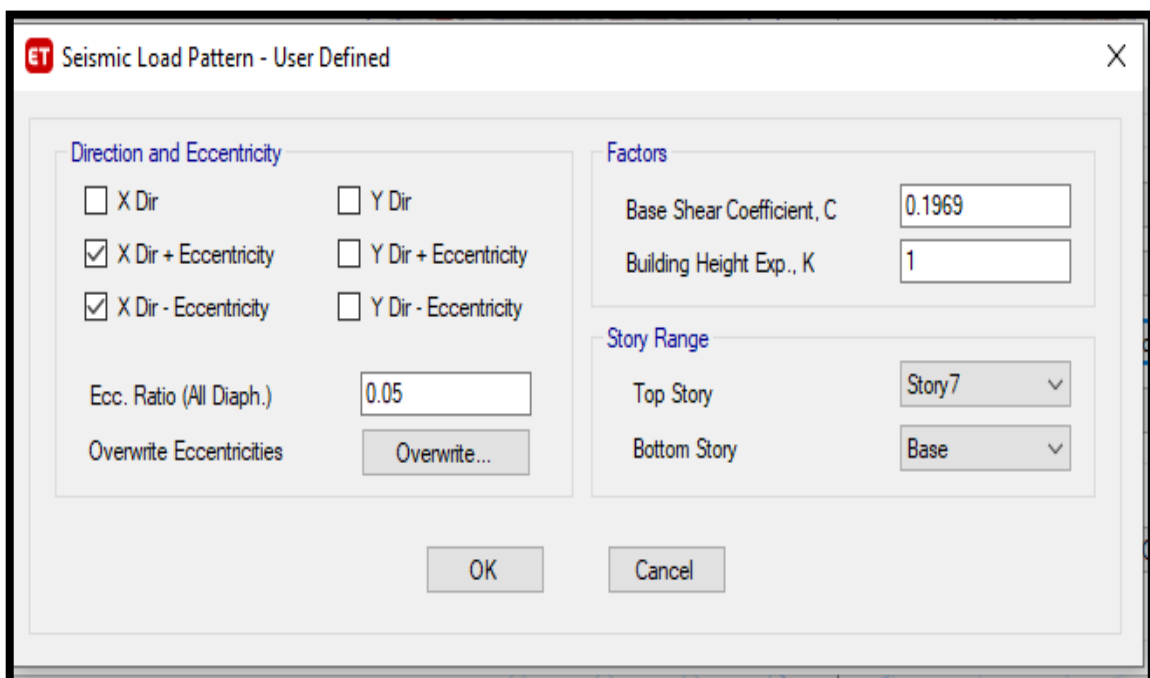 ET Seismic Load Pattern - User Defined
Direction and Eccentricity
X Dir Y Dir
X Dir + Eccentricity Y Dir + Eccentricity
X Dir - Eccentricity Y Dir - Eccentricity
Ecc. Ratio (All Diaph.) 0.05
Overwrite Eccentricities Overwrite...
Factors
Base Shear Coefficient, C 0.1969
Building Height Exp., K 1
Story Range
Top Story Story7
Bottom Story Base
OK Cancel